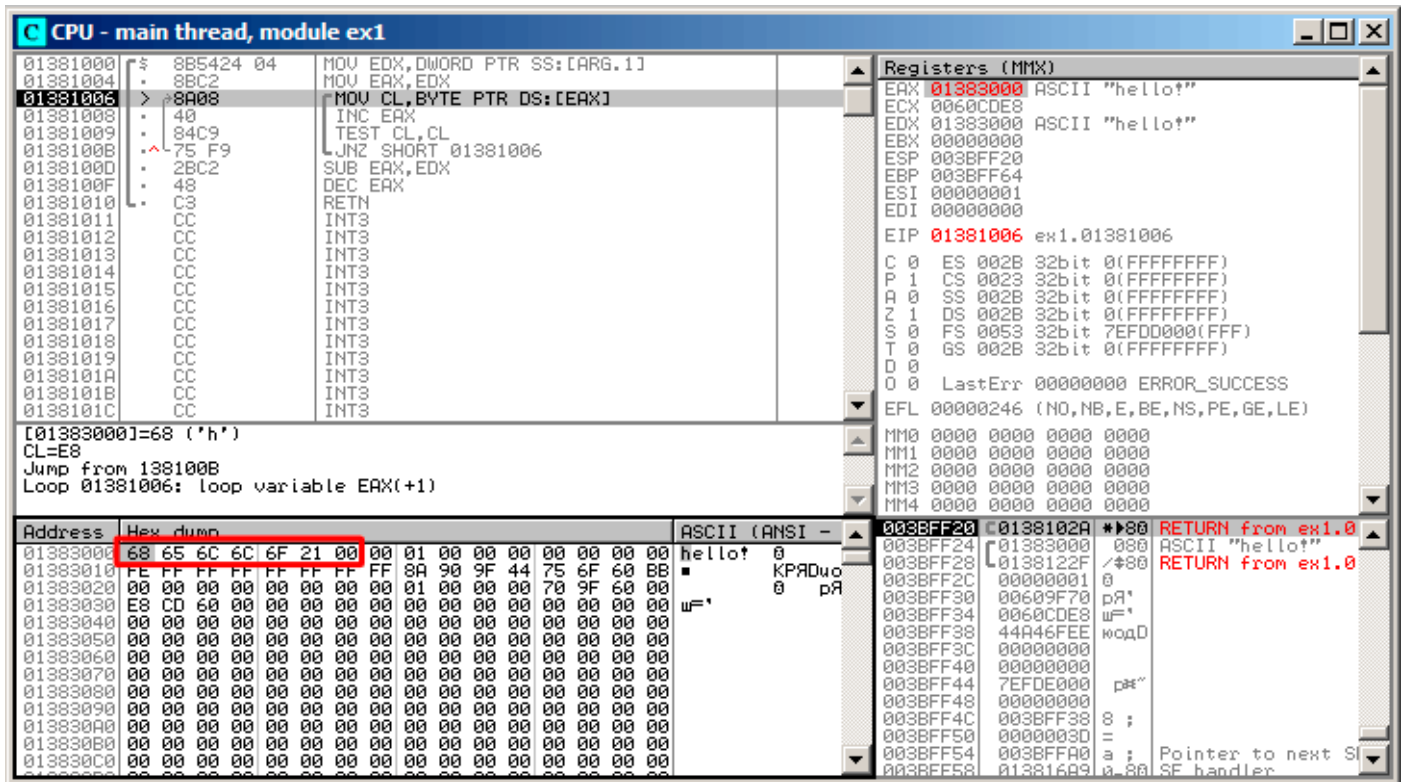 CPU - main thread, module ex1
01381000 $ 8B5424 04 MOV EDX,DWORD PTR SS:[ARG.1]
01381004 . 8BC2 MOV EAX,EDX
01381006 > 8A08 MOV CL,BYTE PTR DS:[EAX]
01381008 . 40 INC EAX
01381009 . 84C9 TEST CL,CL
0138100B .^ 75 F9 JNZ SHORT 01381006
0138100D . 2BC2 SUB EAX,EDX
0138100F . 48 DEC EAX
01381010 . C3 RETN
01381011 CC INT3
01381012 CC INT3
01381013 CC INT3
01381014 CC INT3
01381015 CC INT3
01381016 CC INT3
01381017 CC INT3
01381018 CC INT3
01381019 CC INT3
0138101A CC INT3
0138101B CC INT3
0138101C CC INT3
[01383000]=68 ('h')
CL=E8
Jump from 138100B
Loop 01381006: loop variable EAX(+1)
Registers (MMX)
EAX 01383000 ASCII "hello!"
ECX 0060CDE8
EDX 01383000 ASCII "hello!"
EBX 00000000
ESP 003BFF20
EBP 003BFF64
ESI 00000001
EDI 00000000
EIP 01381006 ex1.01381006
C 0 ES 002B 32bit 0(FFFFFFFF)
P 1 CS 0023 32bit 0(FFFFFFFF)
A 0 SS 002B 32bit 0(FFFFFFFF)
Z 1 DS 002B 32bit 0(FFFFFFFF)
S 0 FS 0053 32bit 7EFDD000(FFF)
T 0 GS 002B 32bit 0(FFFFFFFF)
D 0
O 0 LastErr 00000000 ERROR_SUCCESS
EFL 00000246 (NO,NB,E,BE,NS,PE,GE,LE)
MM0 0000 0000 0000 0000
MM1 0000 0000 0000 0000
MM2 0000 0000 0000 0000
MM3 0000 0000 0000 0000
MM4 0000 0000 0000 0000
Address Hex dump ASCII (ANSI -
01383000 68 65 6C 6C 6F 21 00 00 01 00 00 00 00 00 00 00 hello!
01383010 FE FF FF FF FF FF FF FF 8A 90 9F 44 75 6F 60 BB ■ КРЯDuo
01383020 00 00 00 00 00 00 00 00 01 00 00 00 70 9F 60 00 pЯ
01383030 E8 CD 60 00 00 00 00 00 00 00 00 00 00 00 00 00 ш='
01383040 00 00 00 00 00 00 00 00 00 00 00 00 00 00 00 00
01383050 00 00 00 00 00 00 00 00 00 00 00 00 00 00 00 00
01383060 00 00 00 00 00 00 00 00 00 00 00 00 00 00 00 00
01383070 00 00 00 00 00 00 00 00 00 00 00 00 00 00 00 00
01383080 00 00 00 00 00 00 00 00 00 00 00 00 00 00 00 00
01383090 00 00 00 00 00 00 00 00 00 00 00 00 00 00 00 00
013830A0 00 00 00 00 00 00 00 00 00 00 00 00 00 00 00 00
013830B0 00 00 00 00 00 00 00 00 00 00 00 00 00 00 00 00
013830C0 00 00 00 00 00 00 00 00 00 00 00 00 00 00 00 00
003BFF20 0138102A *►80 RETURN from ex1.0
003BFF24 01383000 080 ASCII "hello!"
003BFF28 0138122F /‡80 RETURN from ex1.0
003BFF2C 00000001
003BFF30 00609F70 pЯ'
003BFF34 0060CDE8 ш='
003BFF38 44A46FEE юoдD
003BFF3C 00000000
003BFF40 00000000
003BFF44 7EFDE000
003BFF48 00000000
003BFF4C 003BFF38 8 ;
003BFF50 0000003D =
003BFF54 003BFFA0 a ; Pointer to next S
003BFF58 013816A9 SE handler